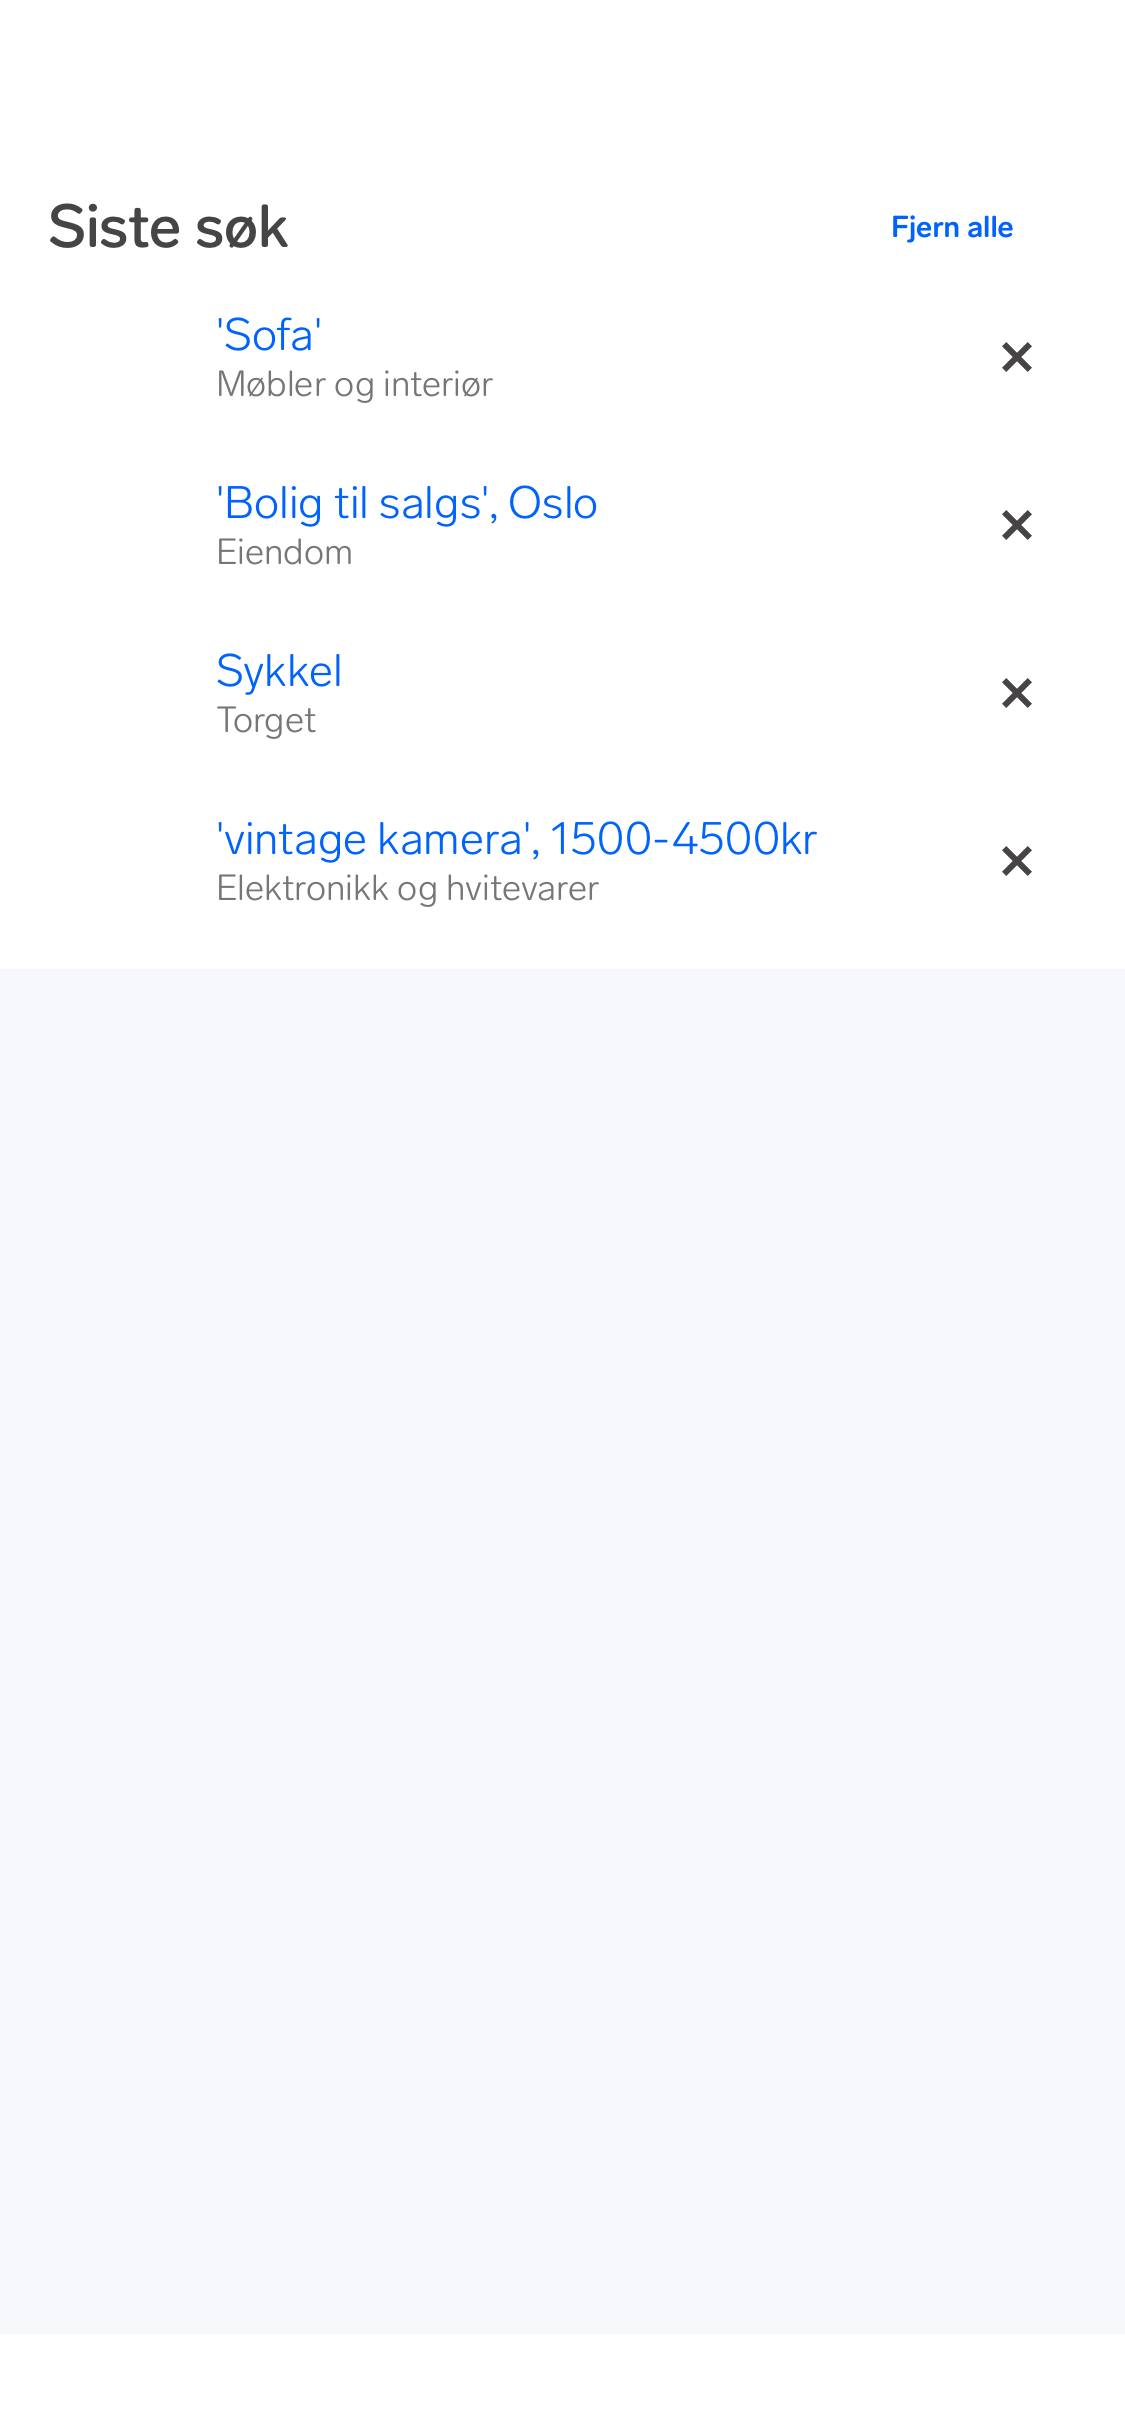 Siste søk
Fjern alle
'Sofa'
Møbler og interiør
'Bolig til salgs', Oslo
Eiendom
Sykkel
Torget
'vintage kamera', 1500-4500kr
Elektronikk og hvitevarer